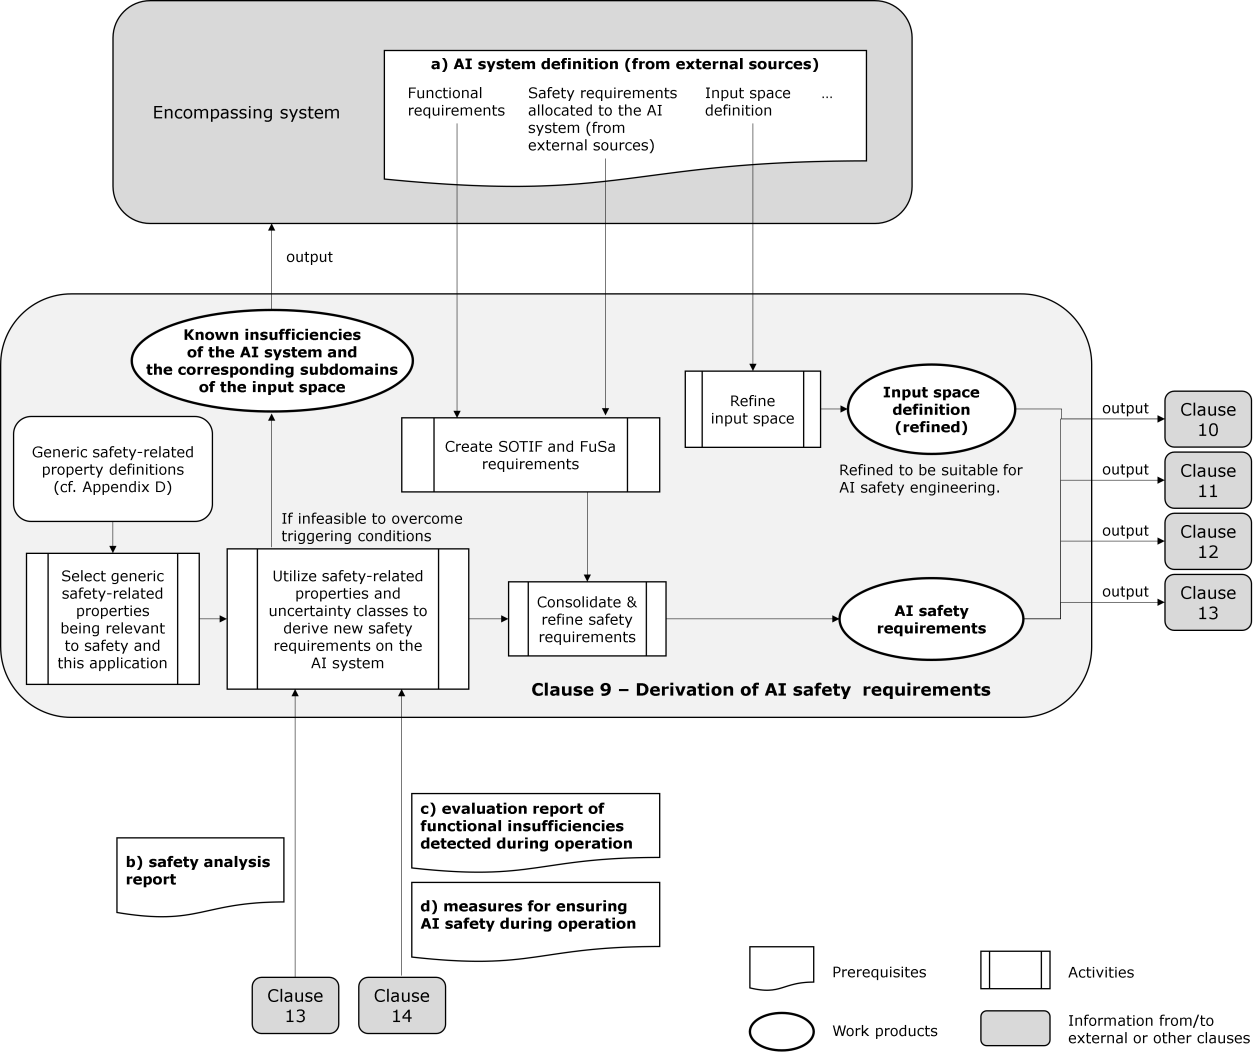 a) AI system definition (from external sources)
Encompassing system
Functional
requirements
Safety requirements
allocated to the AI
system (from
external sources)
Input space
definition
...
output
Known insufficiencies
of the AI system and
the corresponding subdomains
of the input space
Refine
input space
Input space
definition
(refined)
Refined to be suitable for
AI safety engineering.
output
Clause
10
output
Clause
11
output
Clause
12
output
Clause
13
Generic safety-related
property definitions
(cf. Appendix D)
Create SOTIF and FuSa
requirements
If infeasible to overcome
triggering conditions
Select generic
safety-related
properties
being relevant
to safety and
this application
Utilize safety-related
properties and
uncertainty classes to
derive new safety
requirements on the
AI system
Consolidate &
refine safety
requirements
AI safety
requirements
Clause 9 – Derivation of AI safety requirements
b) safety analysis
report
c) evaluation report of
functional insufficiencies
detected during operation
d) measures for ensuring
AI safety during operation
Clause
13
Clause
14
Prerequisites
Activities
Work products
Information from/to
external or other clauses